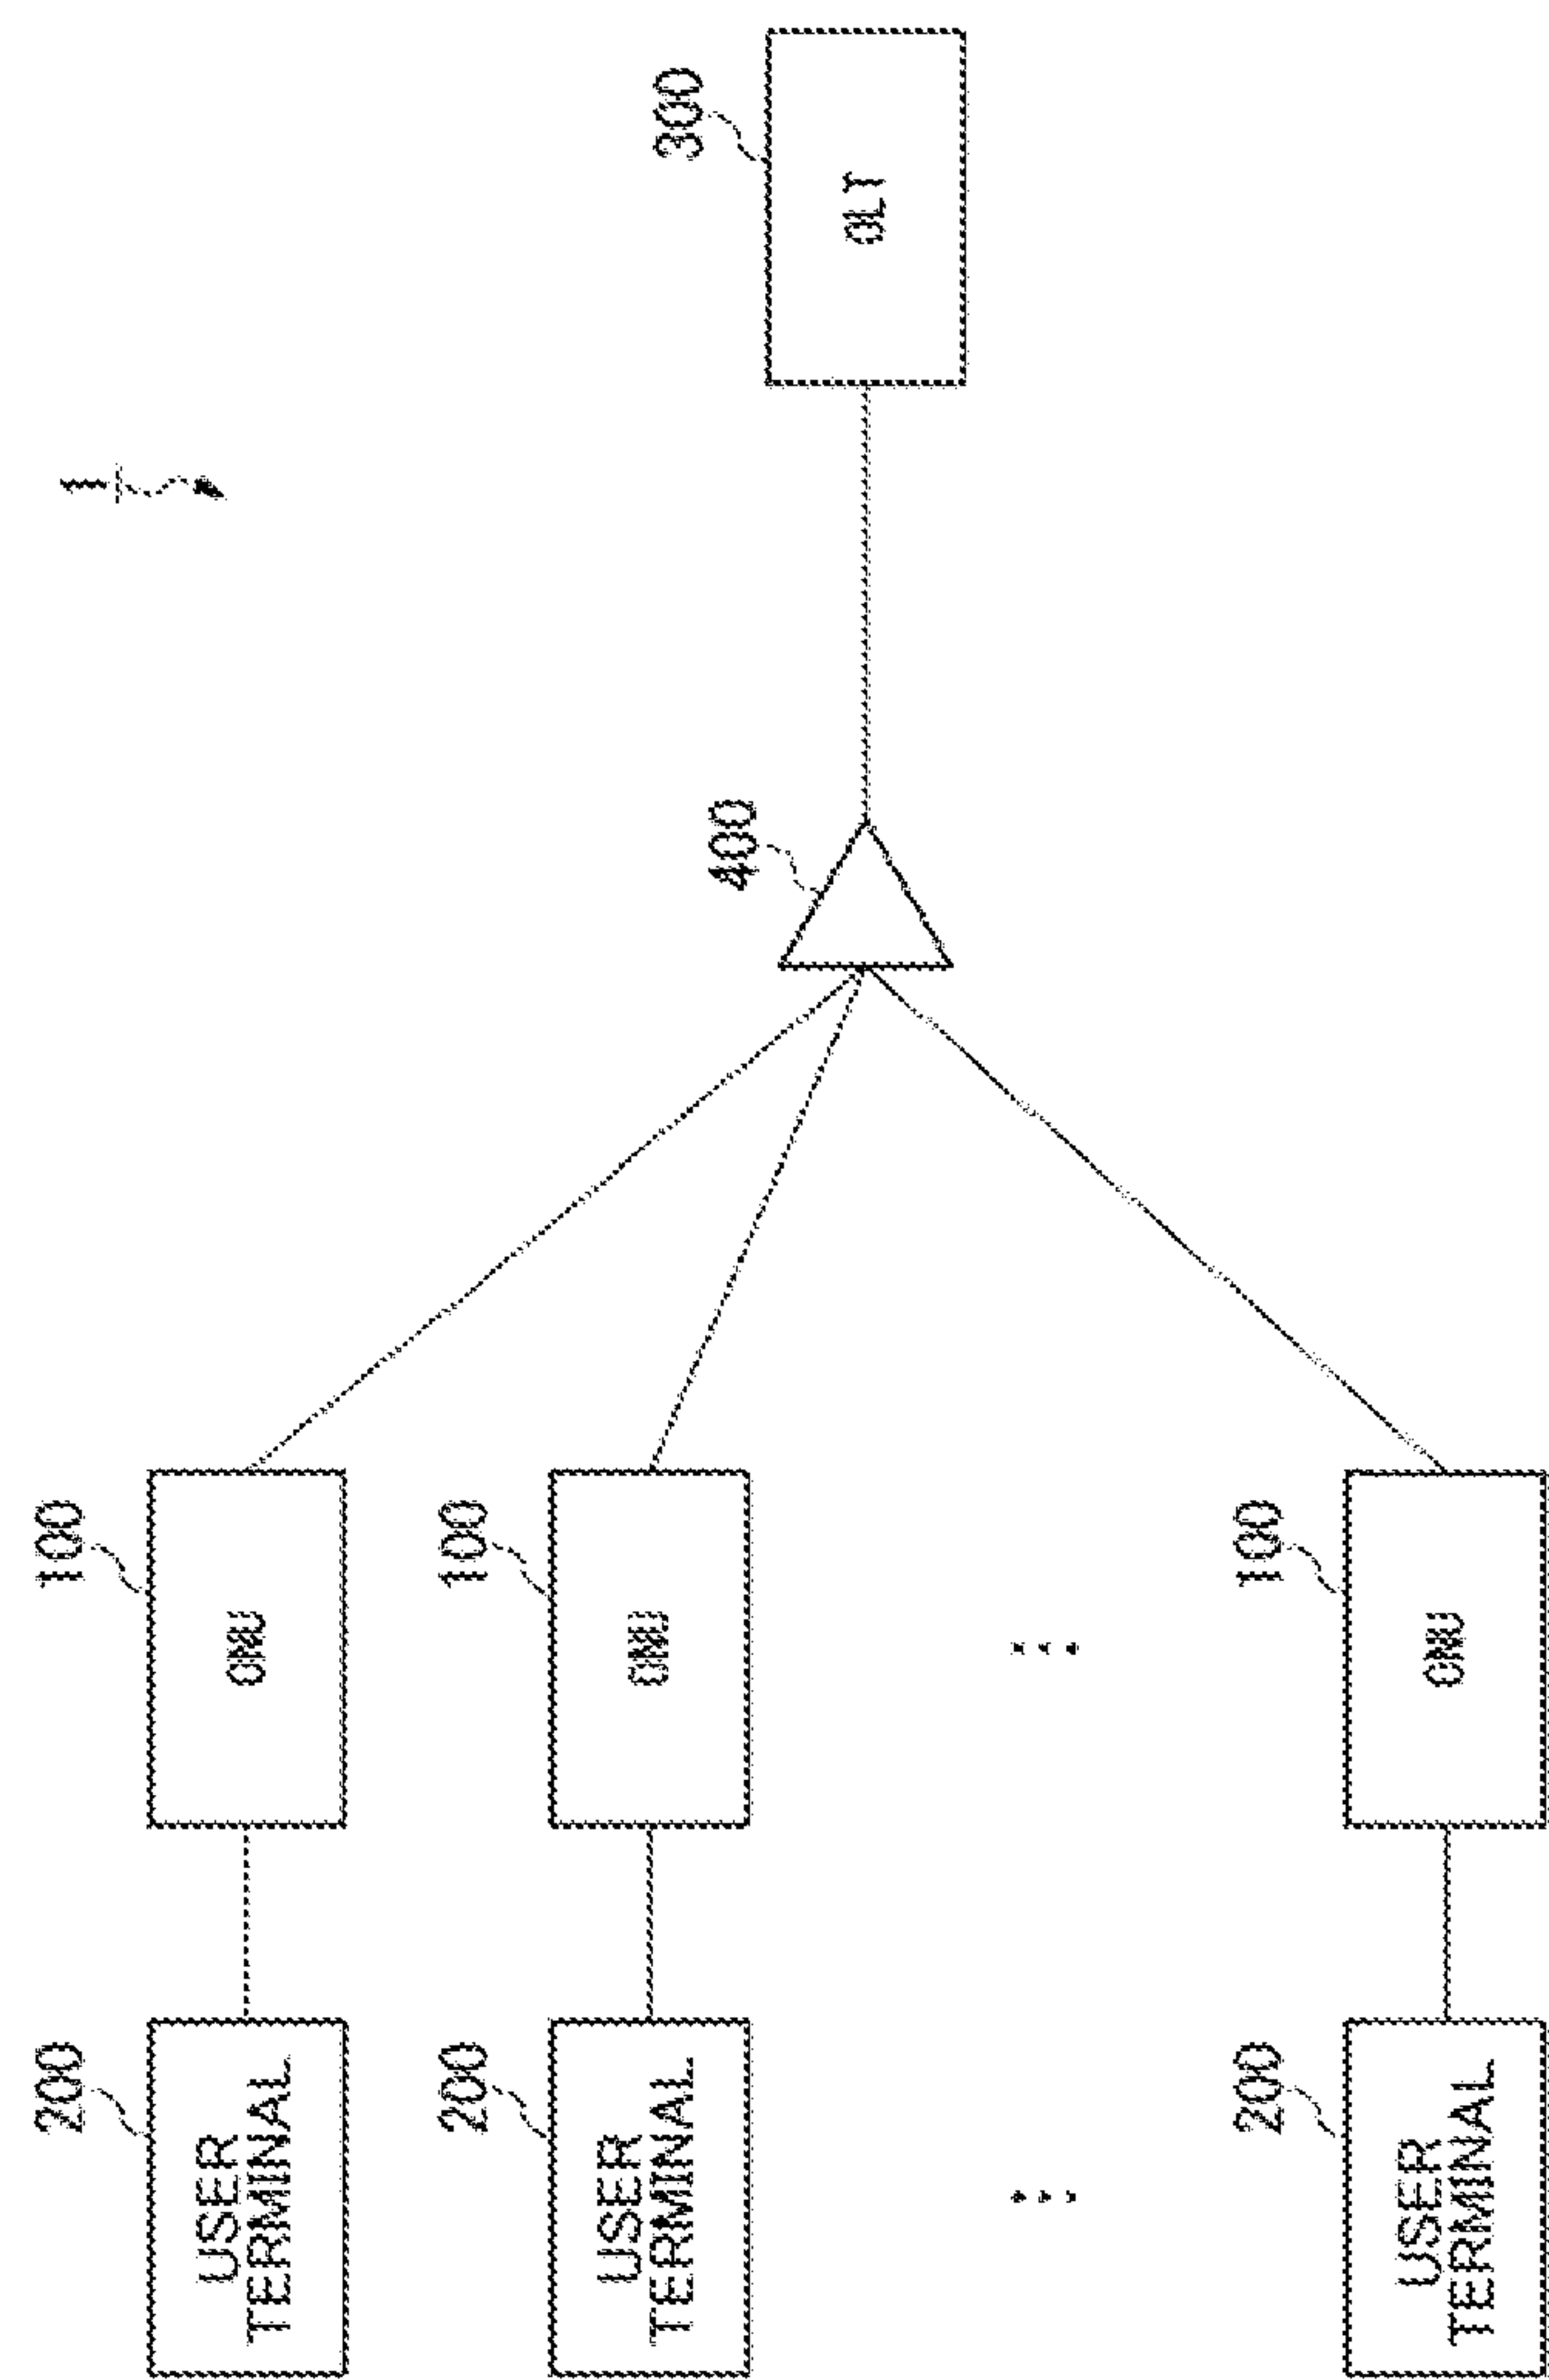 1
200
USER
TERMINAL
100
ONU
200
USER
TERMINAL
100
ONU
400
300
OLT
200
USER
TERMINAL
100
ONU